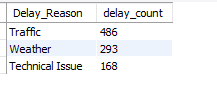 Delay_Reason delay_count
Traffic 486
Weather 293
Technical Issue 168